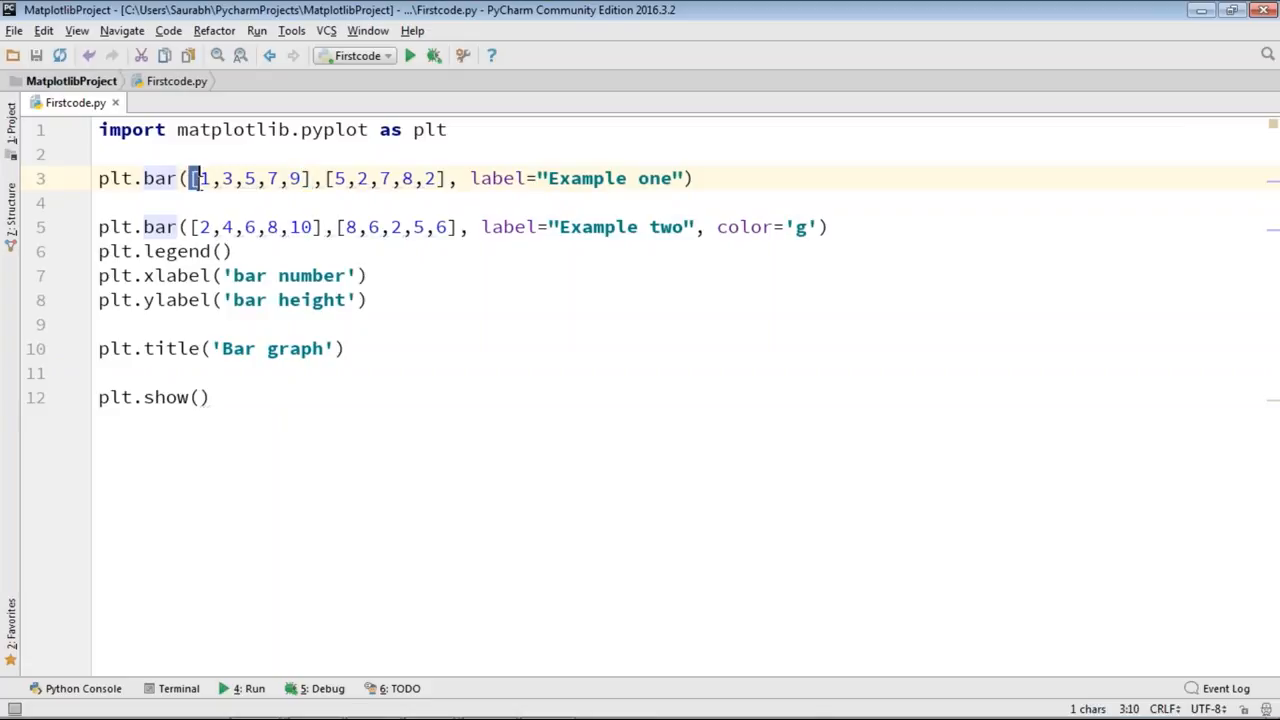 MatplotlibProject - [C:\Users\Saurabh\PycharmProjects\MatplotlibProject] - ...\Firstcode.py - PyCharm Community Edition 2016.3.2
File Edit View Navigate Code Refactor Run Tools VCS Window Help
Firstcode
MatplotlibProject Firstcode.py
Firstcode.py
1: Project
7: Structure
2: Favorites
1 import matplotlib.pyplot as plt
2
3 plt.bar([1,3,5,7,9],[5,2,7,8,2], label="Example one")
4
5 plt.bar([2,4,6,8,10],[8,6,2,5,6], label="Example two", color='g')
6 plt.legend()
7 plt.xlabel('bar number')
8 plt.ylabel('bar height')
9
10 plt.title('Bar graph')
11
12 plt.show()
Python Console Terminal 4: Run 5: Debug 6: TODO Event Log
1 chars 3:10 CRLF UTF-8